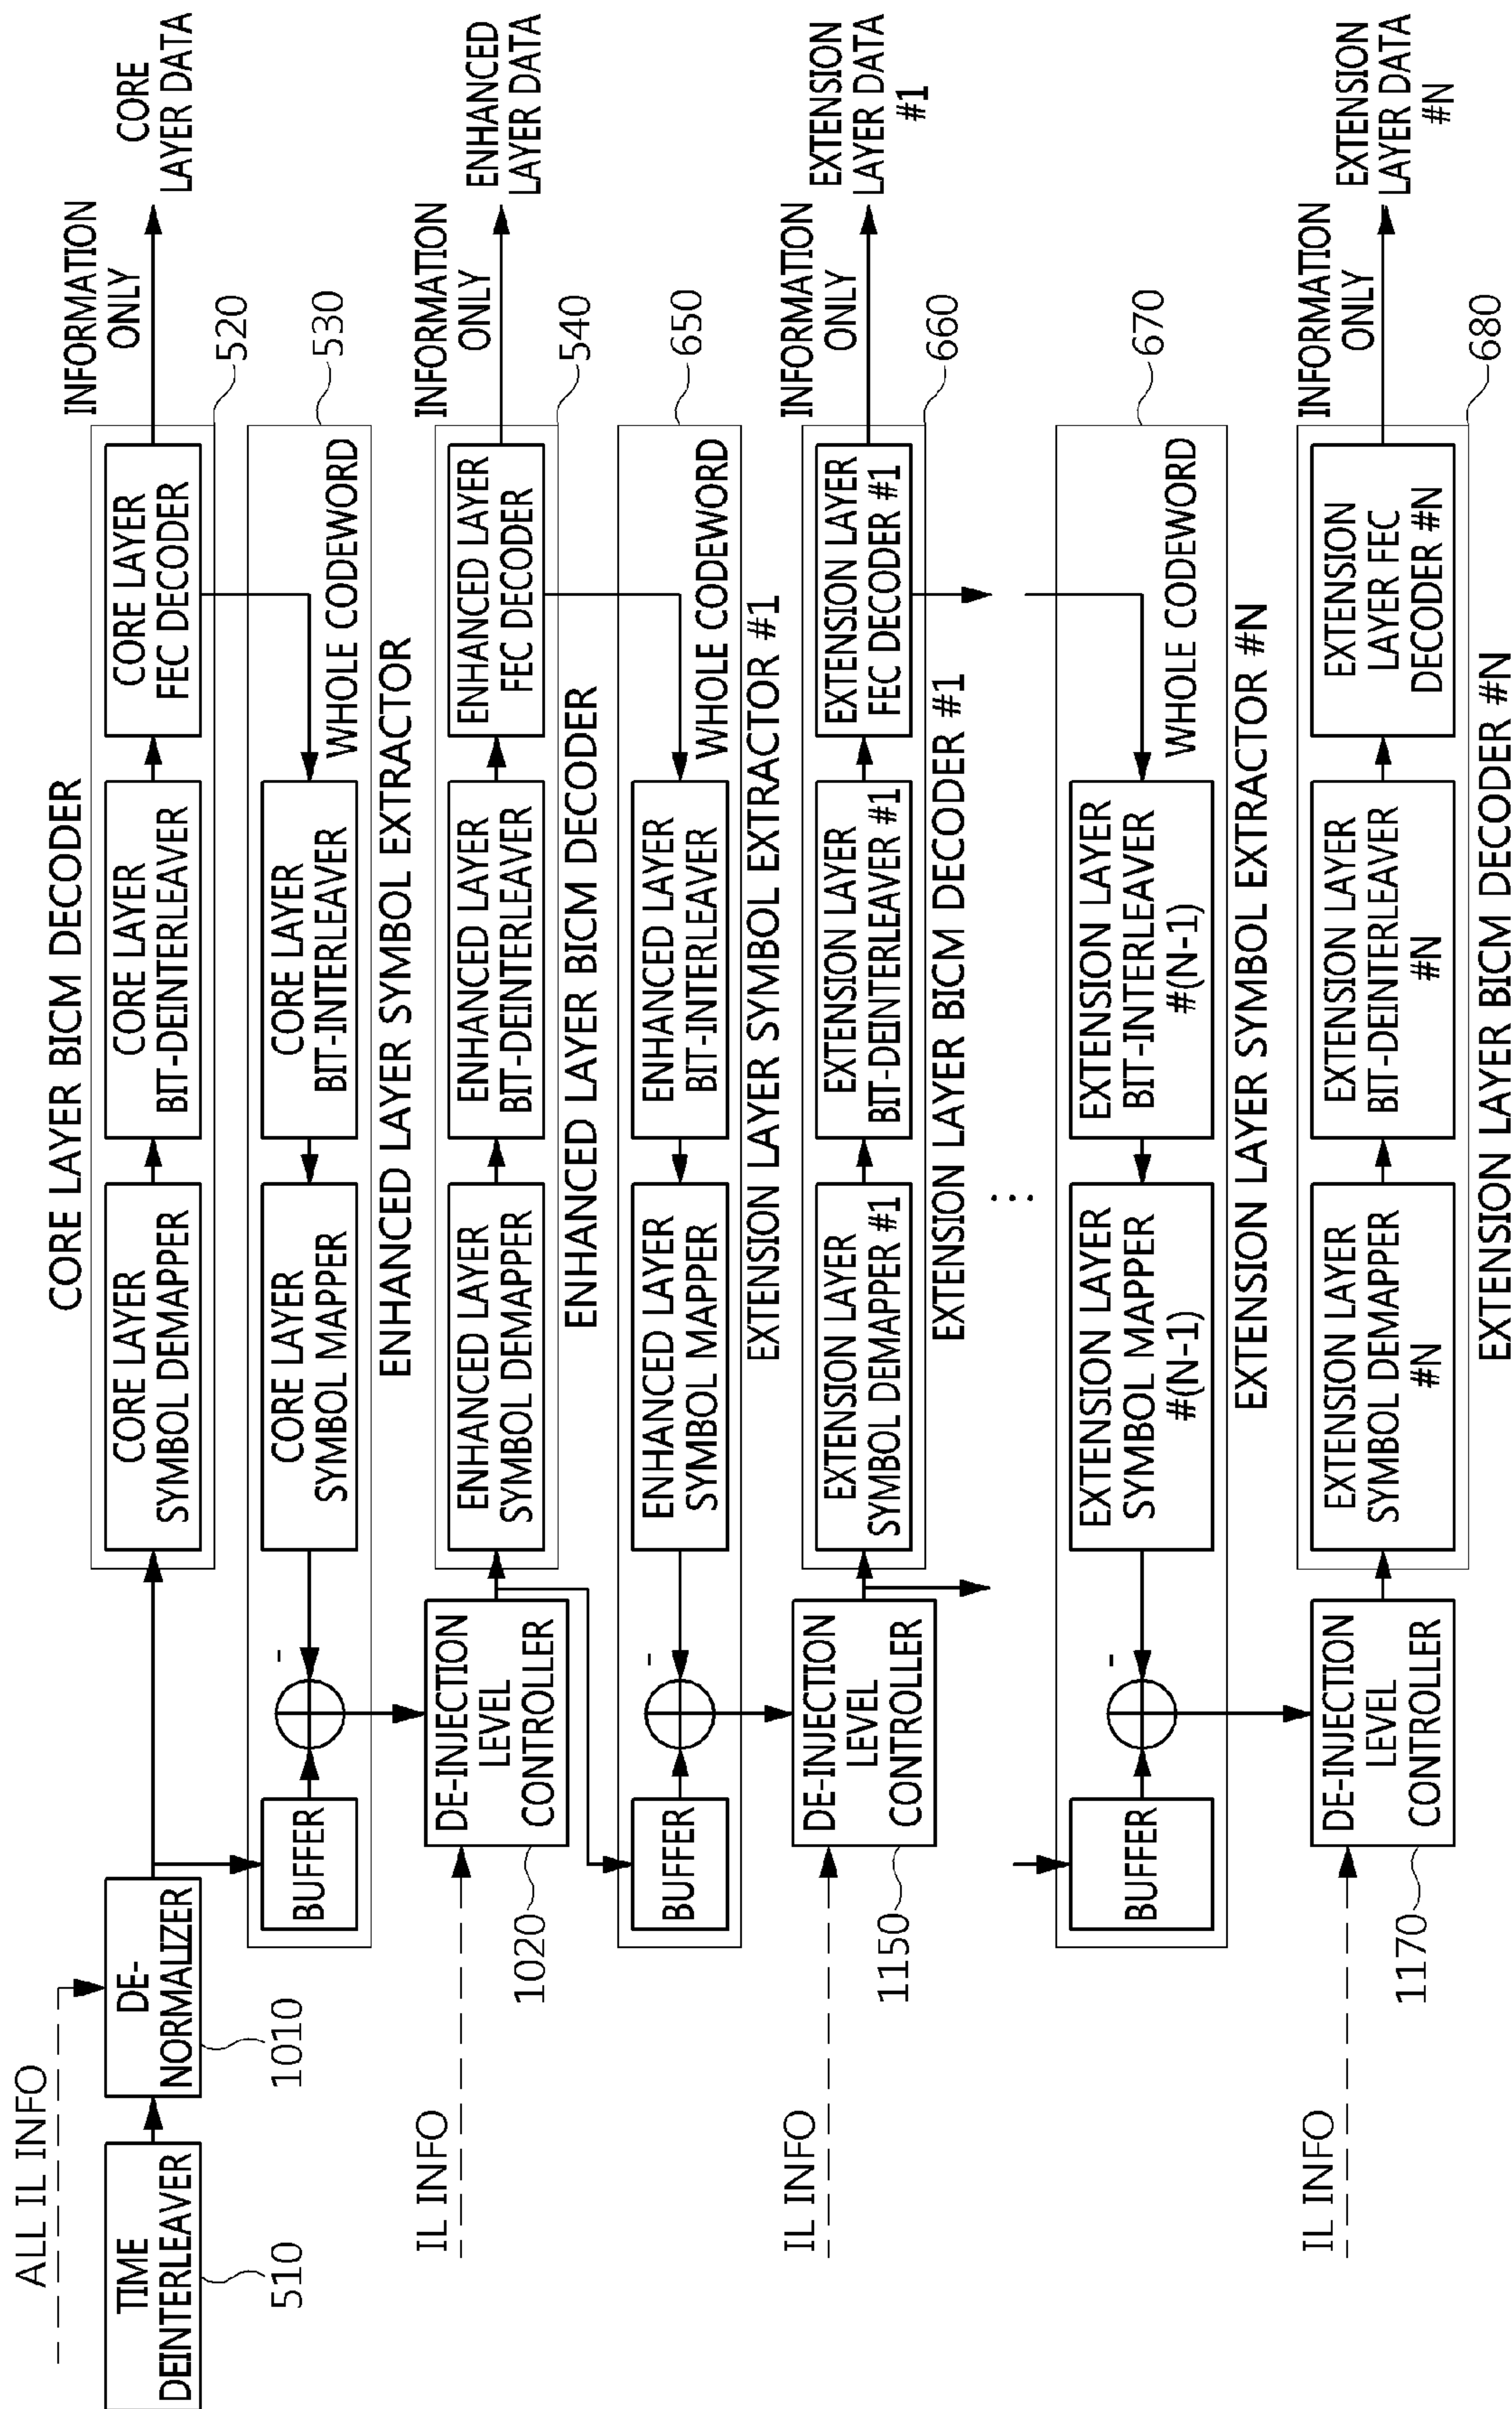 ALL IL INFO
TIME
DEINTERLEAVER
510
DE-
NORMALIZER
1010
CORE LAYER BICM DECODER
CORE LAYER
SYMBOL DEMAPPER
CORE LAYER
BIT-DEINTERLEAVER
CORE LAYER
FEC DECODER
INFORMATION
ONLY
CORE
LAYER DATA
520
BUFFER
-
CORE LAYER
SYMBOL MAPPER
CORE LAYER
BIT-INTERLEAVER
WHOLE CODEWORD
530
ENHANCED LAYER SYMBOL EXTRACTOR
IL INFO
DE-INJECTION
LEVEL
CONTROLLER
1020
ENHANCED LAYER
SYMBOL DEMAPPER
ENHANCED LAYER
BIT-DEINTERLEAVER
ENHANCED LAYER
FEC DECODER
INFORMATION
ONLY
ENHANCED
LAYER DATA
540
ENHANCED LAYER BICM DECODER
BUFFER
-
ENHANCED LAYER
SYMBOL MAPPER
ENHANCED LAYER
BIT-INTERLEAVER
WHOLE CODEWORD
650
EXTENSION LAYER SYMBOL EXTRACTOR #1
IL INFO
DE-INJECTION
LEVEL
CONTROLLER
1150
EXTENSION LAYER
SYMBOL DEMAPPER #1
EXTENSION LAYER
BIT-DEINTERLEAVER #1
EXTENSION LAYER
FEC DECODER #1
INFORMATION
ONLY
EXTENSION
LAYER DATA
#1
660
EXTENSION LAYER BICM DECODER #1
...
BUFFER
-
EXTENSION LAYER
SYMBOL MAPPER
#(N-1)
EXTENSION LAYER
BIT-INTERLEAVER
#(N-1)
WHOLE CODEWORD
670
EXTENSION LAYER SYMBOL EXTRACTOR #N
IL INFO
DE-INJECTION
LEVEL
CONTROLLER
1170
EXTENSION LAYER
SYMBOL DEMAPPER
#N
EXTENSION LAYER
BIT-DEINTERLEAVER
#N
EXTENSION
LAYER FEC
DECODER #N
INFORMATION
ONLY
EXTENSION
LAYER DATA
#N
680
EXTENSION LAYER BICM DECODER #N